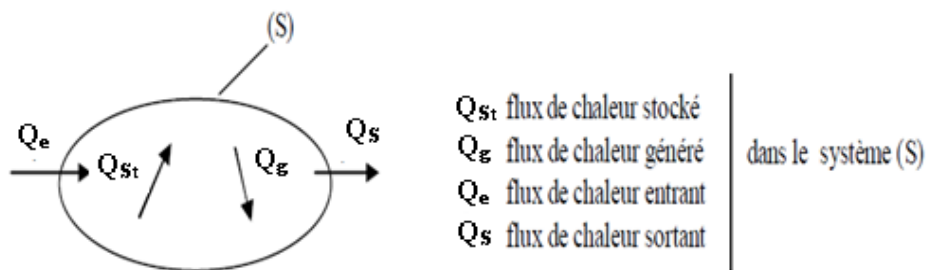 (S)
Qe
QSt
Qg
QS
QSt flux de chaleur stocké
Qg flux de chaleur généré
Qe flux de chaleur entrant
QS flux de chaleur sortant
dans le système (S)